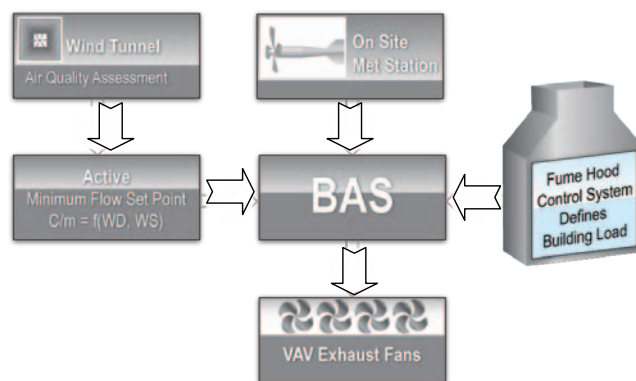 Wind Tunnel
Air Quality Assessment
On Site
Met Station
Active
Minimum Flow Set Point
C/m = f(WD, WS)
BAS
Fume Hood
Control System
Defines
Building Load
VAV Exhaust Fans